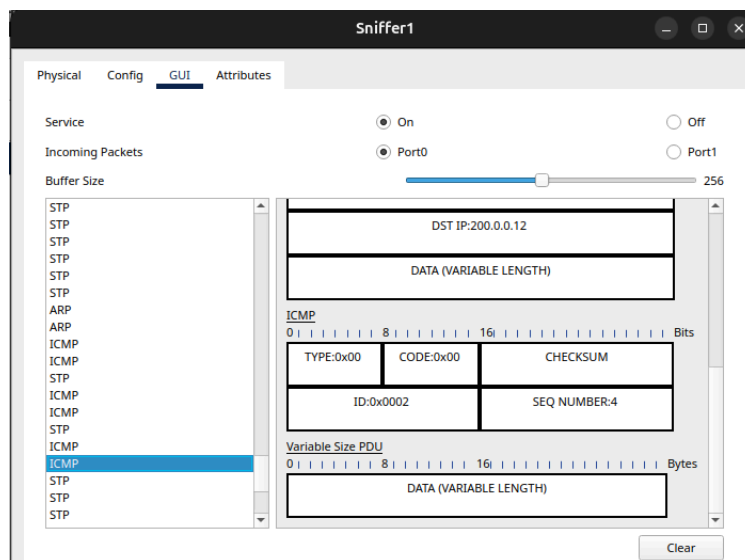 Sniffer1
Physical Config GUI Attributes
Service On Off
Incoming Packets Port0 Port1
Buffer Size 256
STP
STP
STP
STP
STP
STP
ARP
ARP
ICMP
ICMP
STP
ICMP
ICMP
STP
ICMP
ICMP
STP
STP
STP
DST IP:200.0.0.12
DATA (VARIABLE LENGTH)
ICMP
0 8 16 Bits
TYPE:0x00 CODE:0x00 CHECKSUM
ID:0x0002 SEQ NUMBER:4
Variable Size PDU
0 8 16 Bytes
DATA (VARIABLE LENGTH)
Clear